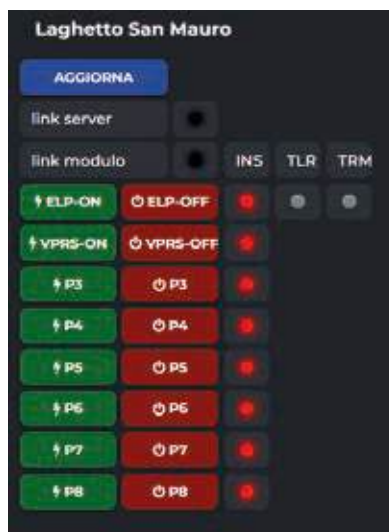 Laghetto San Mauro
AGGIORNA
link server
link modulo INS TLR TRM
ELP-ON ELP-OFF
VPRS-ON VPRS-OFF
P3 P3
P4 P4
P5 P5
P6 P6
P7 P7
P8 P8